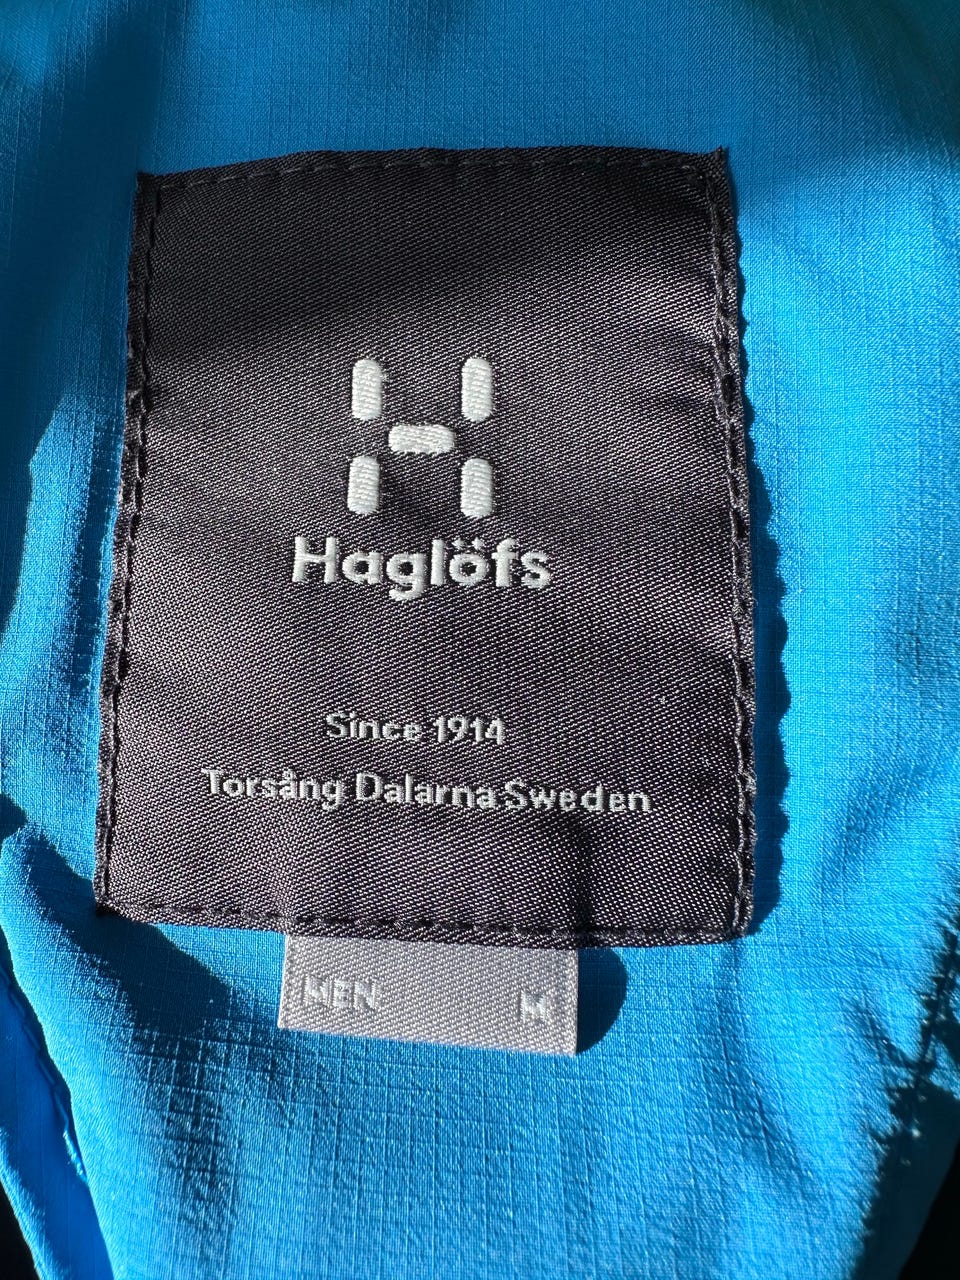 Haglöfs
Since 1914
Torsång Dalarna Sweden
MEN M